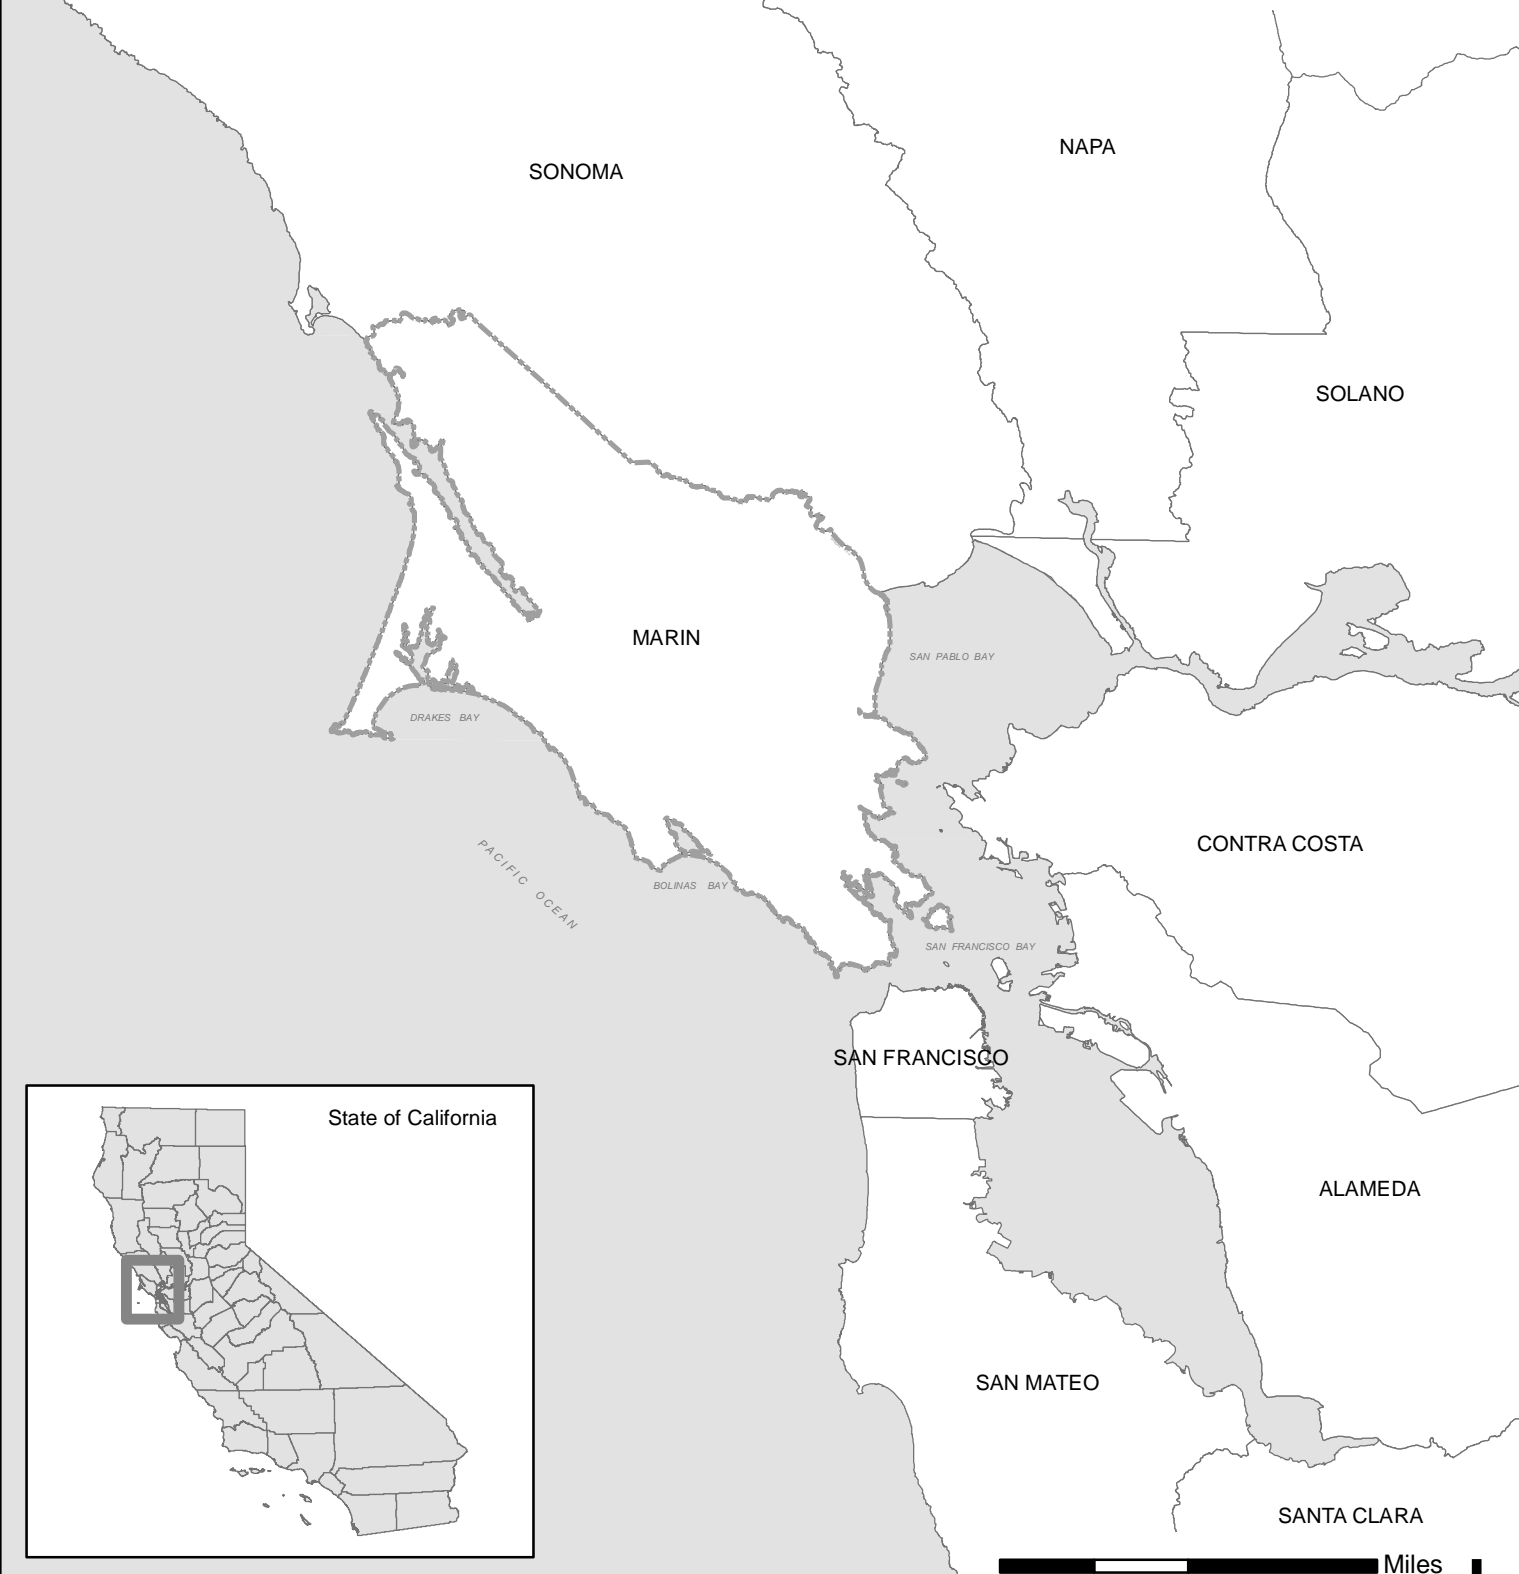 NAPA
SONOMA
SOLANO
MARIN
SAN PABLO BAY
DRAKES BAY
CONTRA COSTA
PACIFIC OCEAN
BOLINAS BAY
SAN FRANCISCO BAY
SAN FRANCISCO
State of California
ALAMEDA
SAN MATEO
SANTA CLARA
Miles